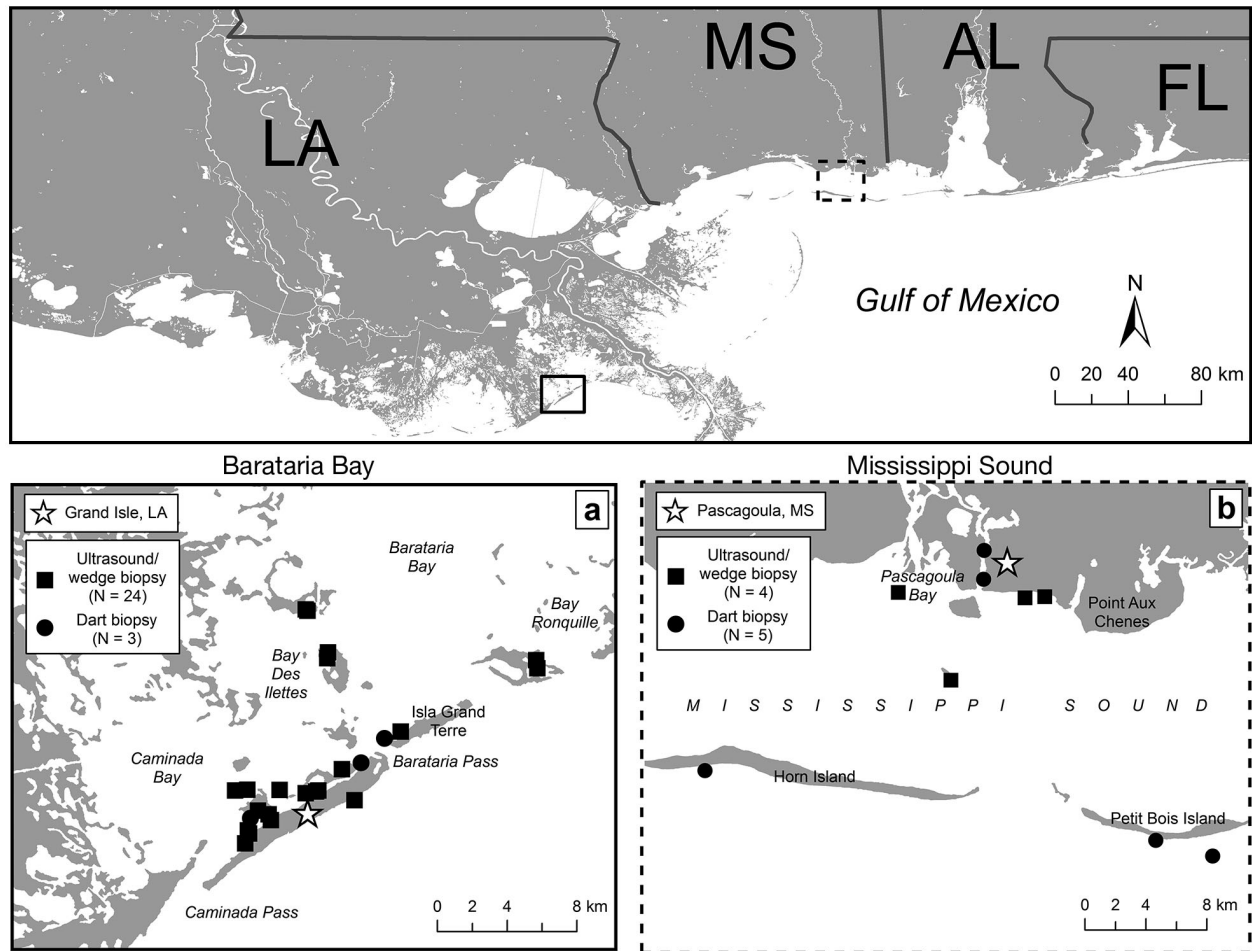 MS
AL
FL
LA
Gulf of Mexico
N
0 20 40 80 km
Barataria Bay
Mississippi Sound
Grand Isle, LA
a
Ultrasound/
wedge biopsy
(N = 24)
Dart biopsy
(N = 3)
Barataria
Bay
Bay
Ronquille
Bay
Des
Ilettes
Isla Grand
Terre
Barataria Pass
Caminada
Bay
Caminada Pass
0 2 4 8 km
Pascagoula, MS
b
Ultrasound/
wedge biopsy
(N = 4)
Dart biopsy
(N = 5)
Pascagoula
Bay
Point Aux
Chenes
MISSISSIPPI SOUND
Horn Island
Petit Bois Island
0 2 4 8 km